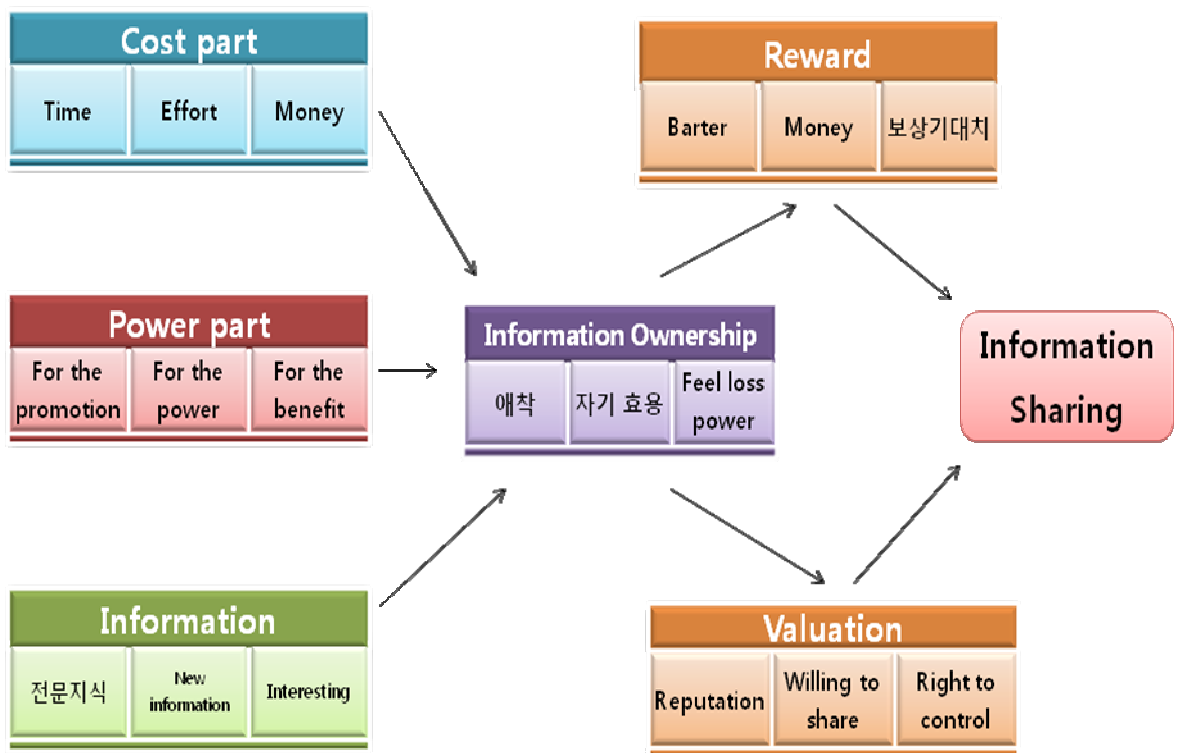 Cost part
Time
Effort
Money
Reward
Barter
Money
보상기대치
Power part
For the
promotion
For the
power
For the
benefit
Information Ownership
애착
자기 효용
Feel loss
power
Information
Sharing
Information
전문지식
New
information
Interesting
Valuation
Reputation
Willing to
share
Right to
control